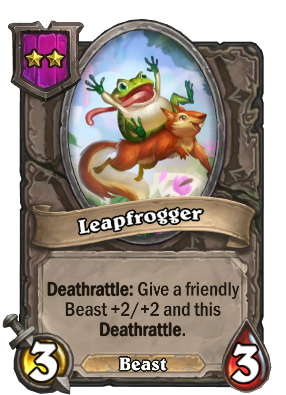 Leapfrogger
Deathrattle: Give a friendly
Beast +2/+2 and this
Deathrattle.
3
Beast
3